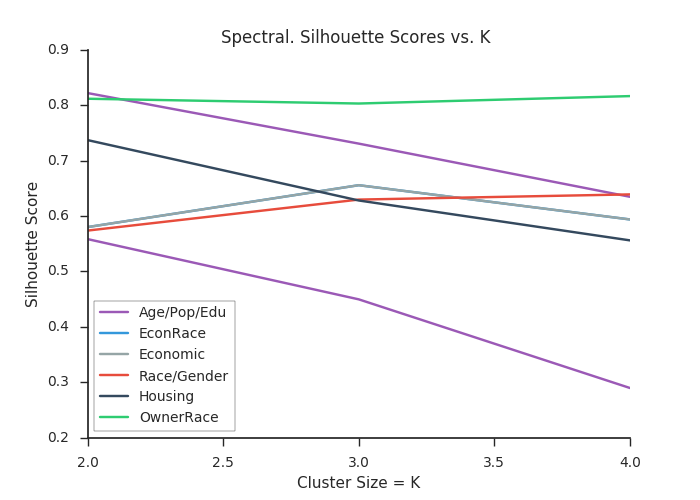 Spectral. Silhouette Scores vs. K
0.9
0.8
0.7
0.6
0.5
0.4
0.3
0.2
Silhouette Score
Age/Pop/Edu
EconRace
Economic
Race/Gender
Housing
OwnerRace
2.0 2.5 3.0 3.5 4.0
Cluster Size = K